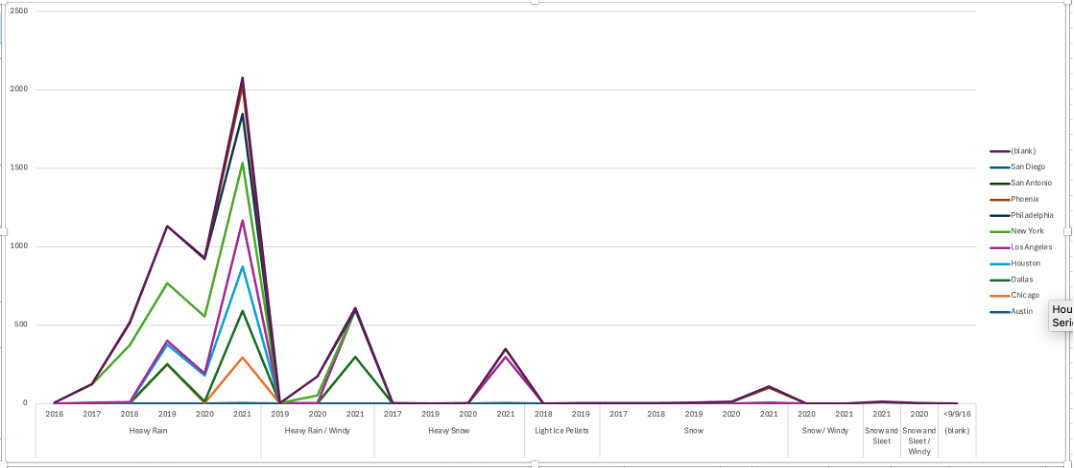 2500
2000
1500
1000
500
0
2016 2017 2018 2019 2020 2021 2019 2020 2021 2017 2019 2020 2021 2018 2019 2017 2018 2019 2020 2021 2020 2021 2021 2020 <9/9/16
Heavy Rain Heavy Rain / Windy Heavy Snow Light Ice Pellets Snow Snow / Windy Snow and Sleet Snow and Sleet / Windy (blank)
(blank)
San Diego
San Antonio
Phoenix
Philadelphia
New York
Los Angeles
Houston
Dallas
Chicago
Austin
Hou
Serie